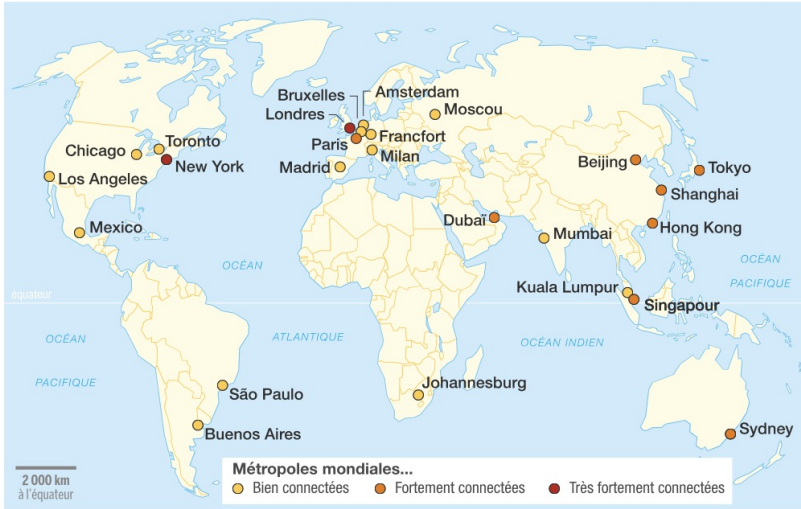 Amsterdam
Bruxelles
Londres
Moscou
Toronto
Chicago
Paris
Francfort
New York
Milan
Beijing
Tokyo
Madrid
Los Angeles
Shanghai
Dubaï
Hong Kong
Mexico
Mumbai
OCÉAN
OCÉAN
PACIFIQUE
Kuala Lumpur
équateur
Singapour
OCÉAN
PACIFIQUE
ATLANTIQUE
OCÉAN INDIEN
Johannesburg
São Paulo
Buenos Aires
Sydney
2 000 km
à l'équateur
Métropoles mondiales...
Bien connectées
Fortement connectées
Très fortement connectées